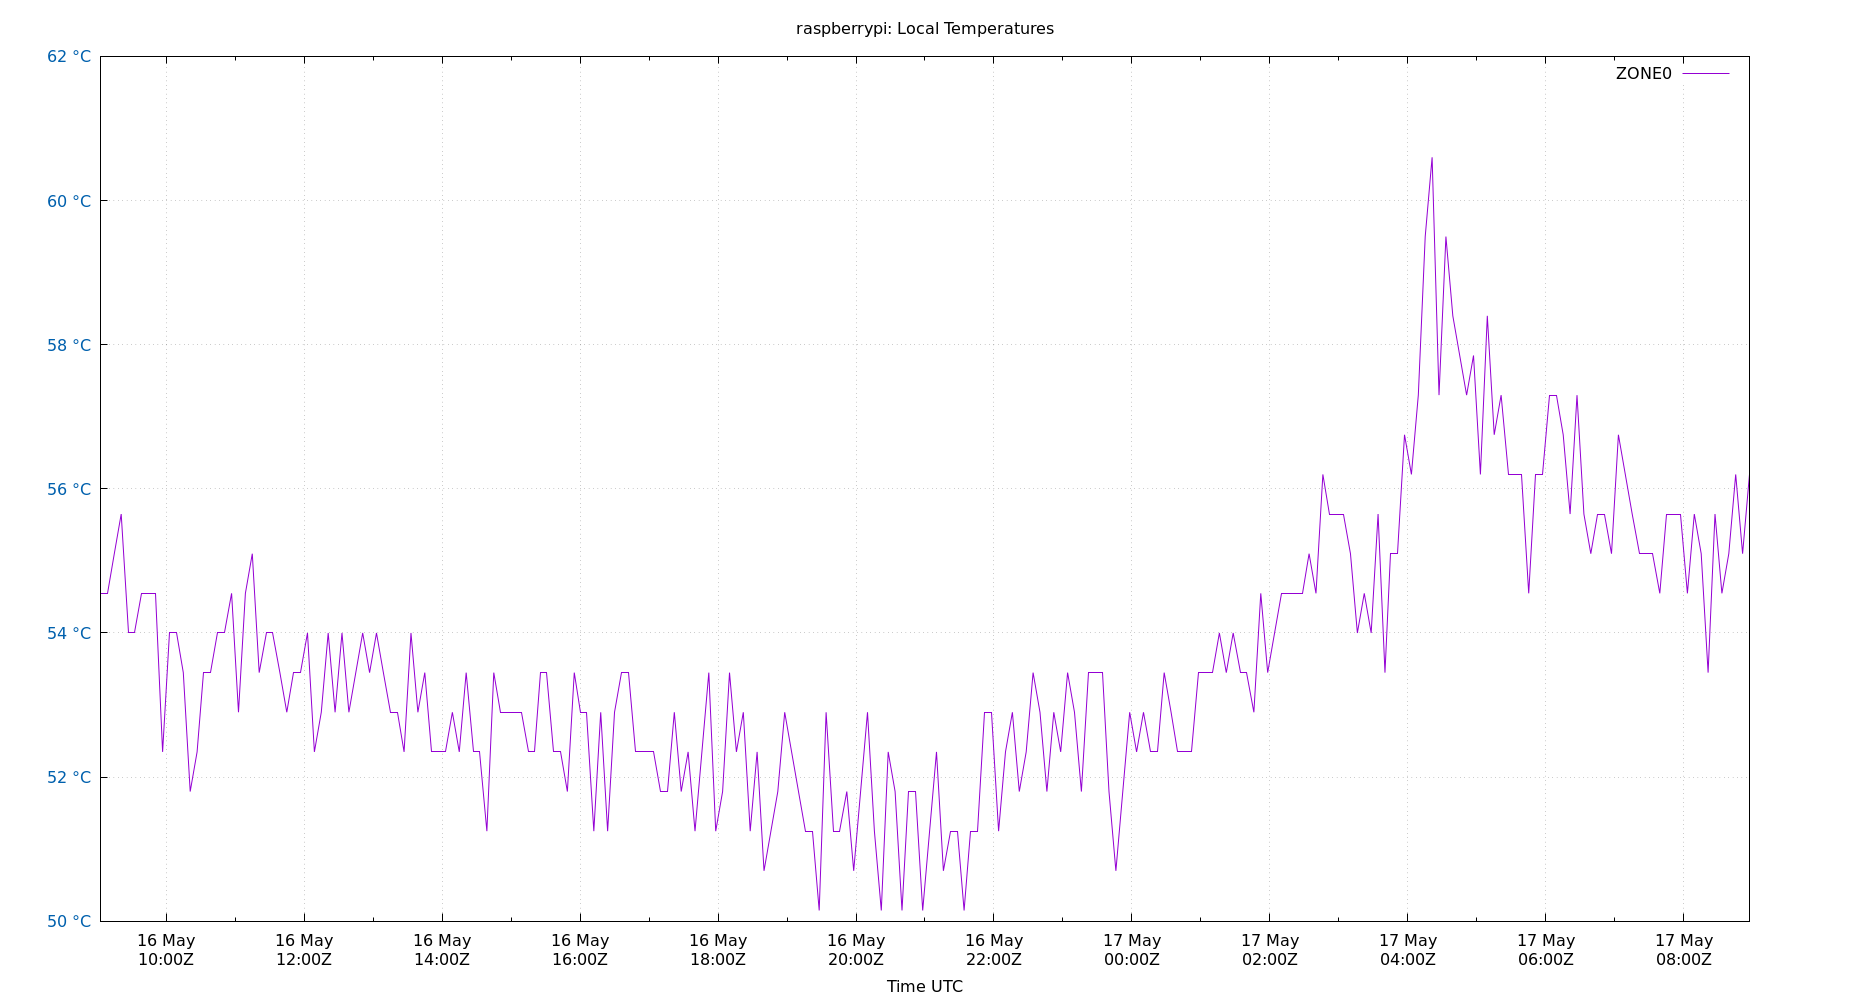 raspberrypi: Local Temperatures
62 °C
ZONE0
60 °C
58 °C
56 °C
54 °C
52 °C
50 °C
16 May 16 May 16 May 16 May 16 May 16 May 16 May 17 May 17 May 17 May 17 May 17 May
10:00Z 12:00Z 14:00Z 16:00Z 18:00Z 20:00Z 22:00Z 00:00Z 02:00Z 04:00Z 06:00Z 08:00Z
Time UTC